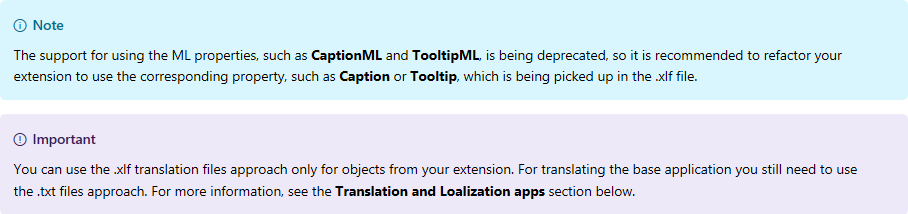 Note
The support for using the ML properties, such as CaptionML and TooltipML, is being deprecated, so it is recommended to refactor your
extension to use the corresponding property, such as Caption or Tooltip, which is being picked up in the .xlf file.
Important
You can use the .xlf translation files approach only for objects from your extension. For translating the base application you still need to use
the .txt files approach. For more information, see the Translation and Loalization apps section below.